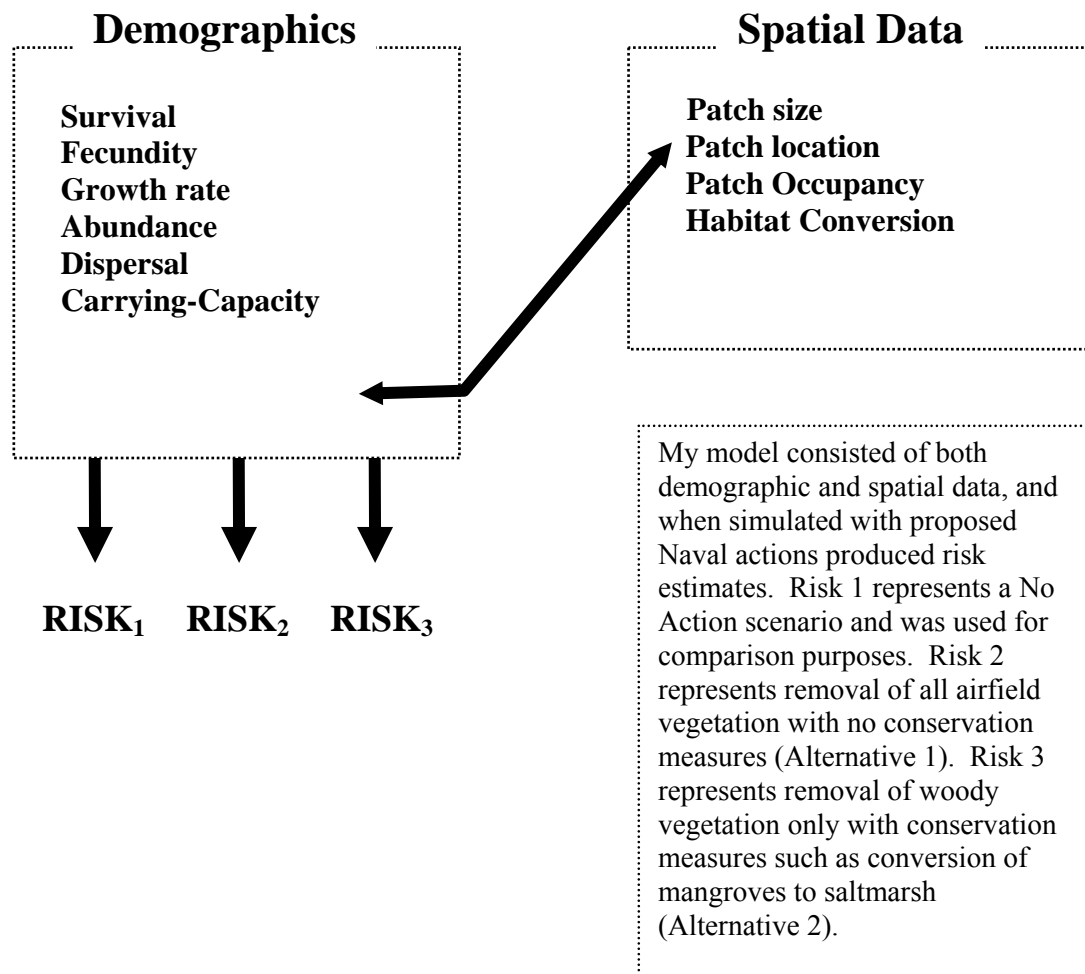 Demographics
Survival
Fecundity
Growth rate
Abundance
Dispersal
Carrying-Capacity
Spatial Data
Patch size
Patch location
Patch Occupancy
Habitat Conversion
RISK₁ RISK₂ RISK₃
My model consisted of both
demographic and spatial data, and
when simulated with proposed
Naval actions produced risk
estimates.  Risk 1 represents a No
Action scenario and was used for
comparison purposes.  Risk 2
represents removal of all airfield
vegetation with no conservation
measures (Alternative 1).  Risk 3
represents removal of woody
vegetation only with conservation
measures such as conversion of
mangroves to saltmarsh
(Alternative 2).